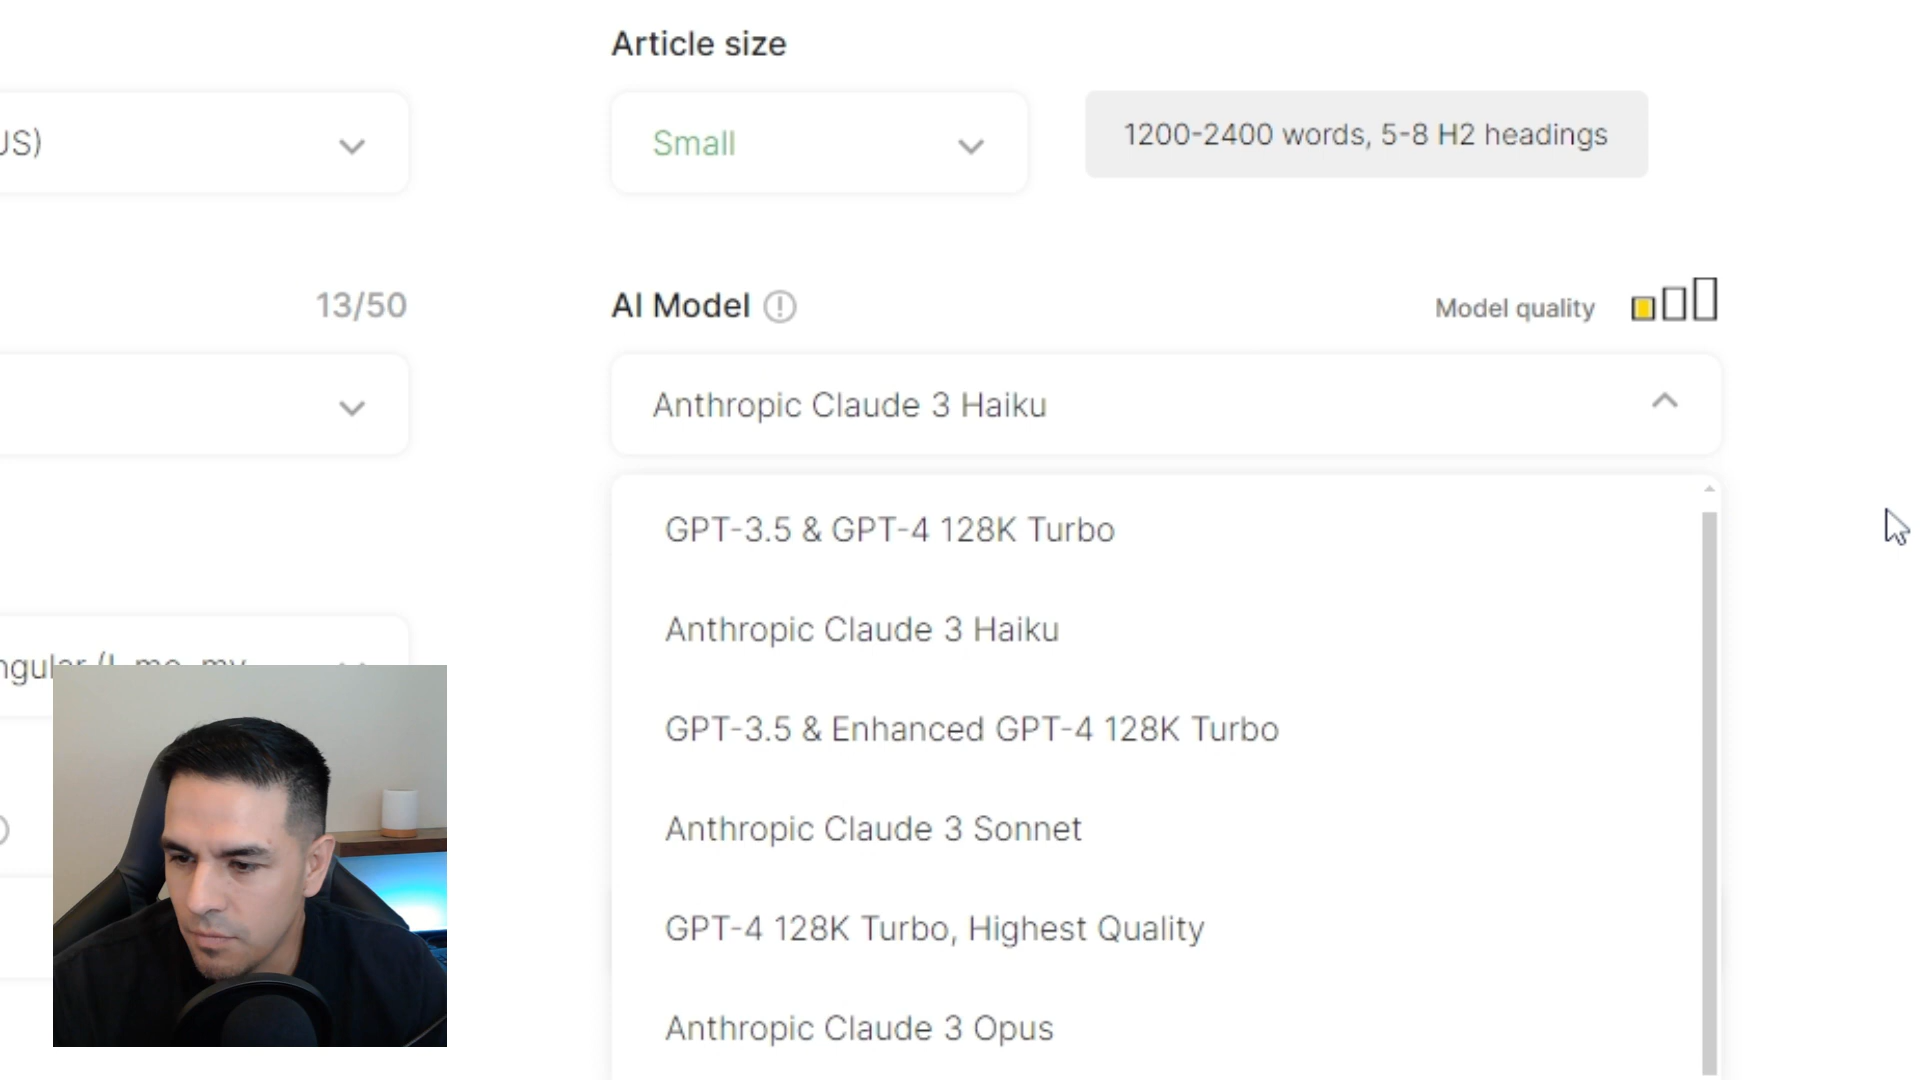 Article size
US)
Small
1200-2400 words, 5-8 H2 headings
13/50
AI Model
Model quality
Anthropic Claude 3 Haiku
GPT-3.5 & GPT-4 128K Turbo
Anthropic Claude 3 Haiku
GPT-3.5 & Enhanced GPT-4 128K Turbo
Anthropic Claude 3 Sonnet
GPT-4 128K Turbo, Highest Quality
Anthropic Claude 3 Opus